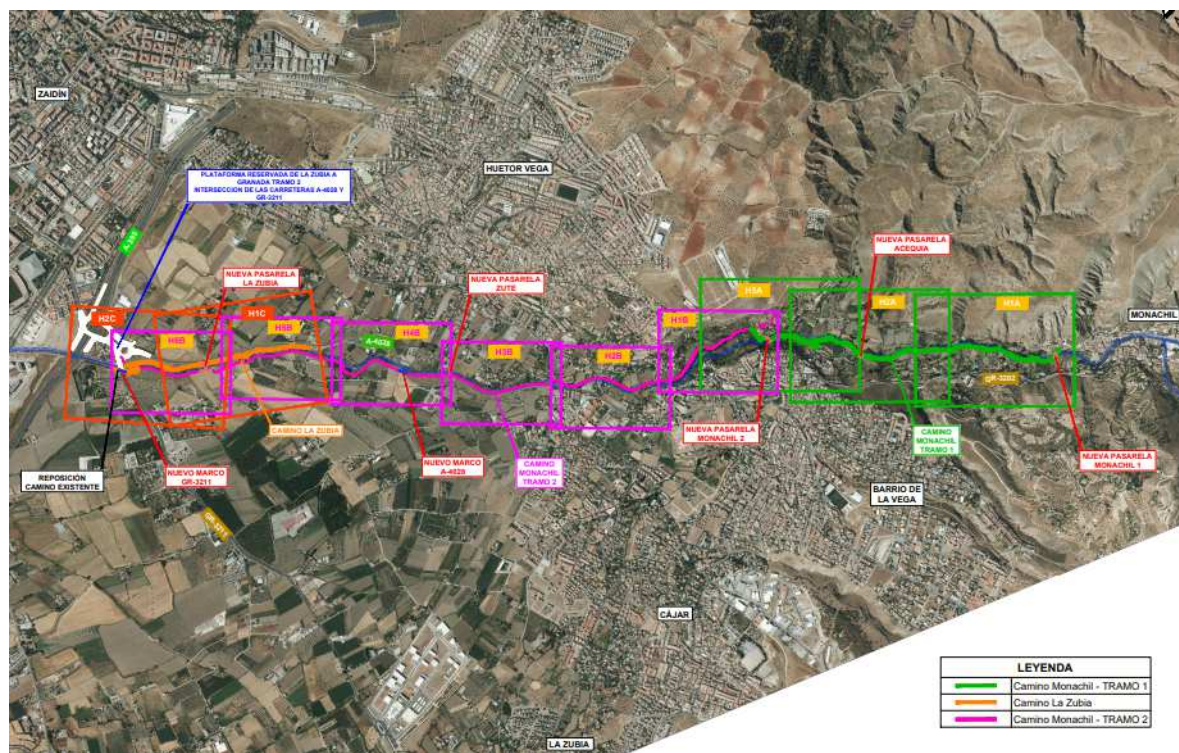 ZAIDÍN
PLATAFORMA RESERVADA DE LA ZUBIA A
GRANADA TRAMO 2
INTERSECCIÓN DE LAS CARRETERAS A-4028 Y
GR-3211
HUETOR VEGA
NUEVA PASARELA
LA ZUBIA
NUEVA PASARELA
ZUTE
NUEVA PASARELA
ACEQUIA
H3A
H2A
H1A
MONACHIL
H2C
H1C
H6B
H5B
H4B
A-4028
H3B
H2B
H1B
GR-3202
CAMINO LA ZUBIA
NUEVA PASARELA
MONACHIL 2
CAMINO
MONACHIL
TRAMO 1
NUEVA PASARELA
MONACHIL 1
REPOSICIÓN
CAMINO EXISTENTE
NUEVO MARCO
GR-3211
NUEVO MARCO
A-4028
CAMINO
MONACHIL
TRAMO 2
BARRIO DE
LA VEGA
GR-3211
CÁJAR
LA ZUBIA
LEYENDA
Camino Monachil - TRAMO 1
Camino La Zubia
Camino Monachil - TRAMO 2